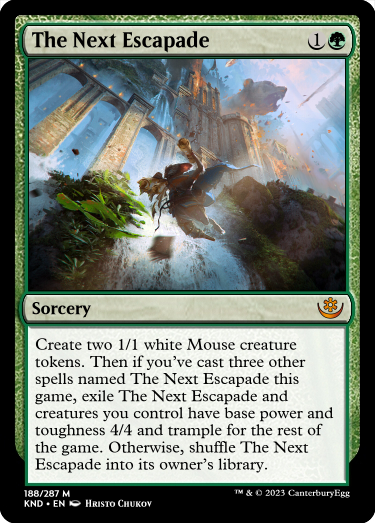 The Next Escapade 1
Sorcery
Create two 1/1 white Mouse creature
tokens. Then if you've cast three other
spells named The Next Escapade this
game, exile The Next Escapade and
creatures you control have base power and
toughness 4/4 and trample for the rest of
the game. Otherwise, shuffle The Next
Escapade into its owner's library.
188/287 M
KND • EN Hristo Chukov
™ & © 2023 CanterburyEgg